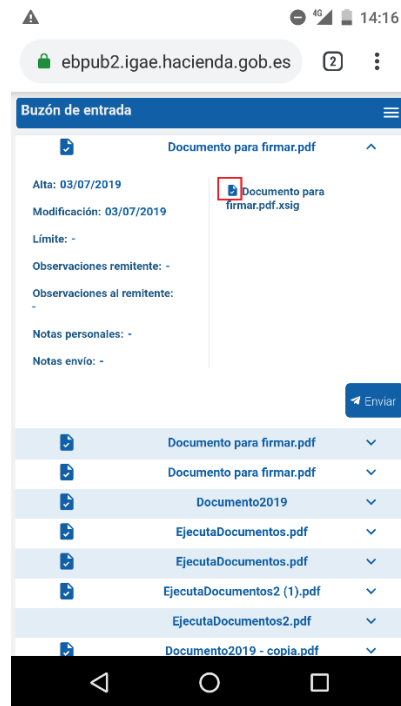 4G 14:16
ebpub2.igae.hacienda.gob.es 2
Buzón de entrada
Documento para firmar.pdf
Alta: 03/07/2019
Modificación: 03/07/2019
Límite: -
Observaciones remitente: -
Observaciones al remitente:
-
Notas personales: -
Notas envío: -
Documento para
firmar.pdf.xsig
Enviar
Documento para firmar.pdf
Documento para firmar.pdf
Documento2019
EjecutaDocumentos.pdf
EjecutaDocumentos.pdf
EjecutaDocumentos2 (1).pdf
EjecutaDocumentos2.pdf
Documento2019 - copia.pdf